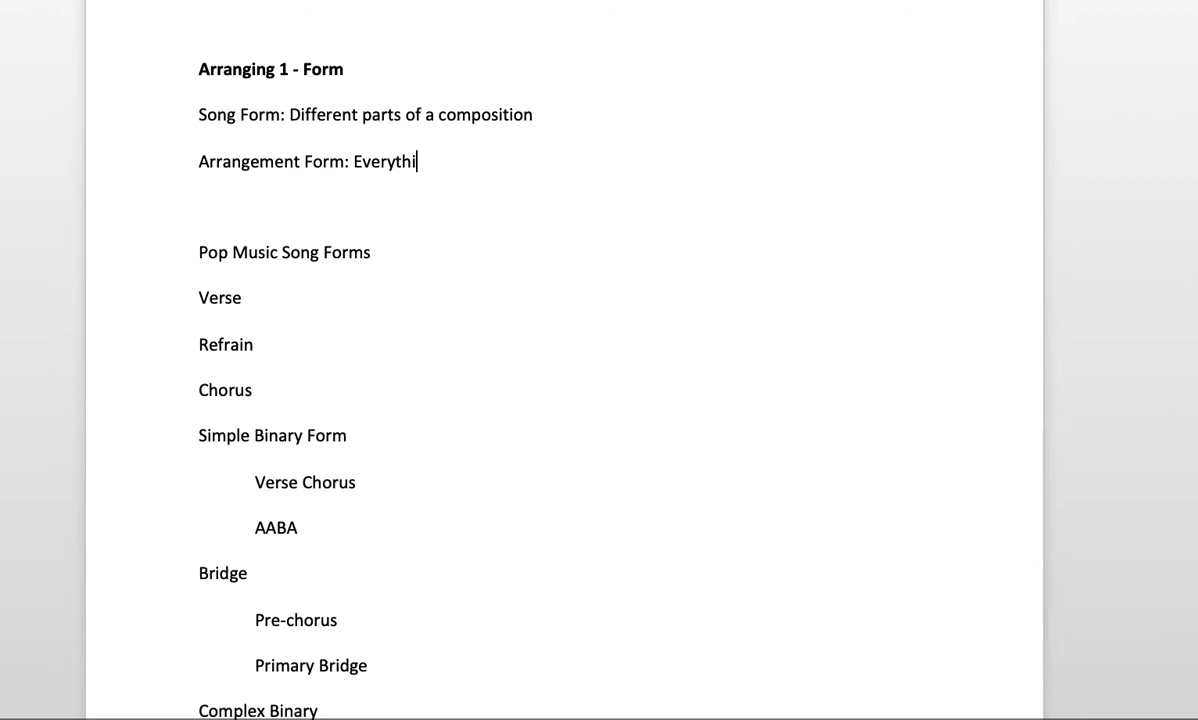 Arranging 1 - Form
Song Form: Different parts of a composition
Arrangement Form: Everythi
Pop Music Song Forms
Verse
Refrain
Chorus
Simple Binary Form
Verse Chorus
AABA
Bridge
Pre-chorus
Primary Bridge
Complex Binary